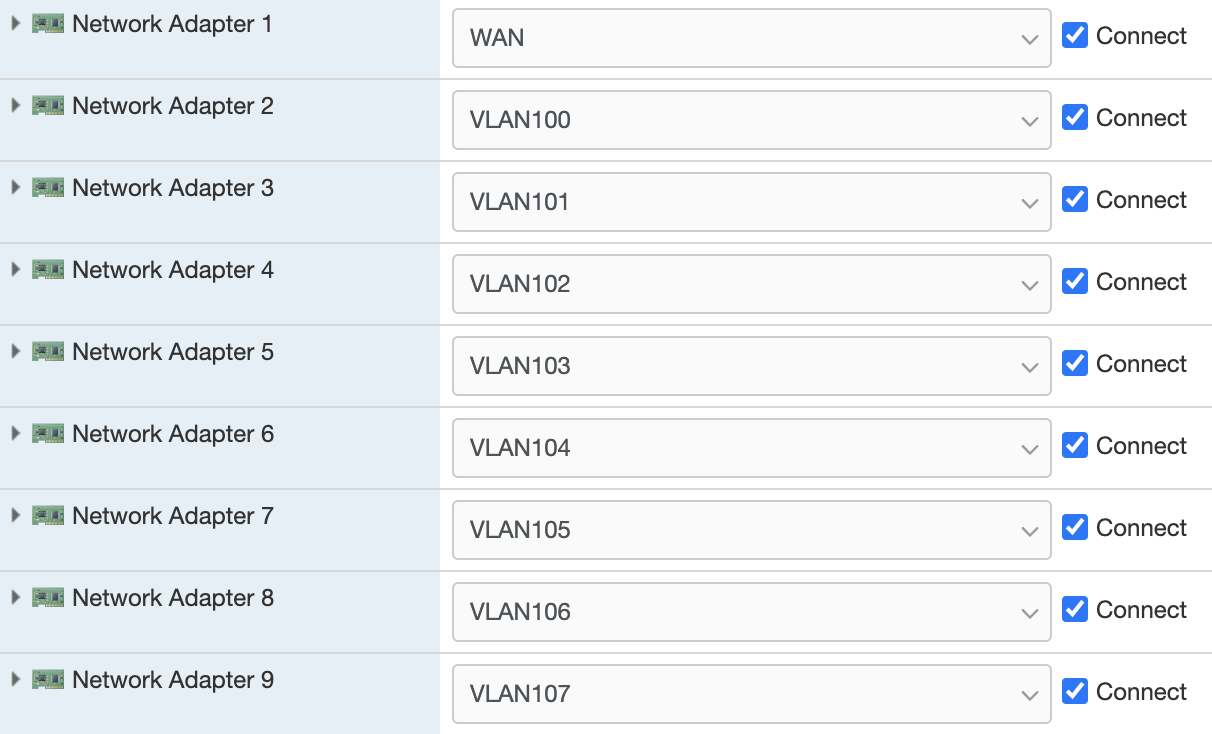 Network Adapter 1 WAN Connect
Network Adapter 2 VLAN100 Connect
Network Adapter 3 VLAN101 Connect
Network Adapter 4 VLAN102 Connect
Network Adapter 5 VLAN103 Connect
Network Adapter 6 VLAN104 Connect
Network Adapter 7 VLAN105 Connect
Network Adapter 8 VLAN106 Connect
Network Adapter 9 VLAN107 Connect